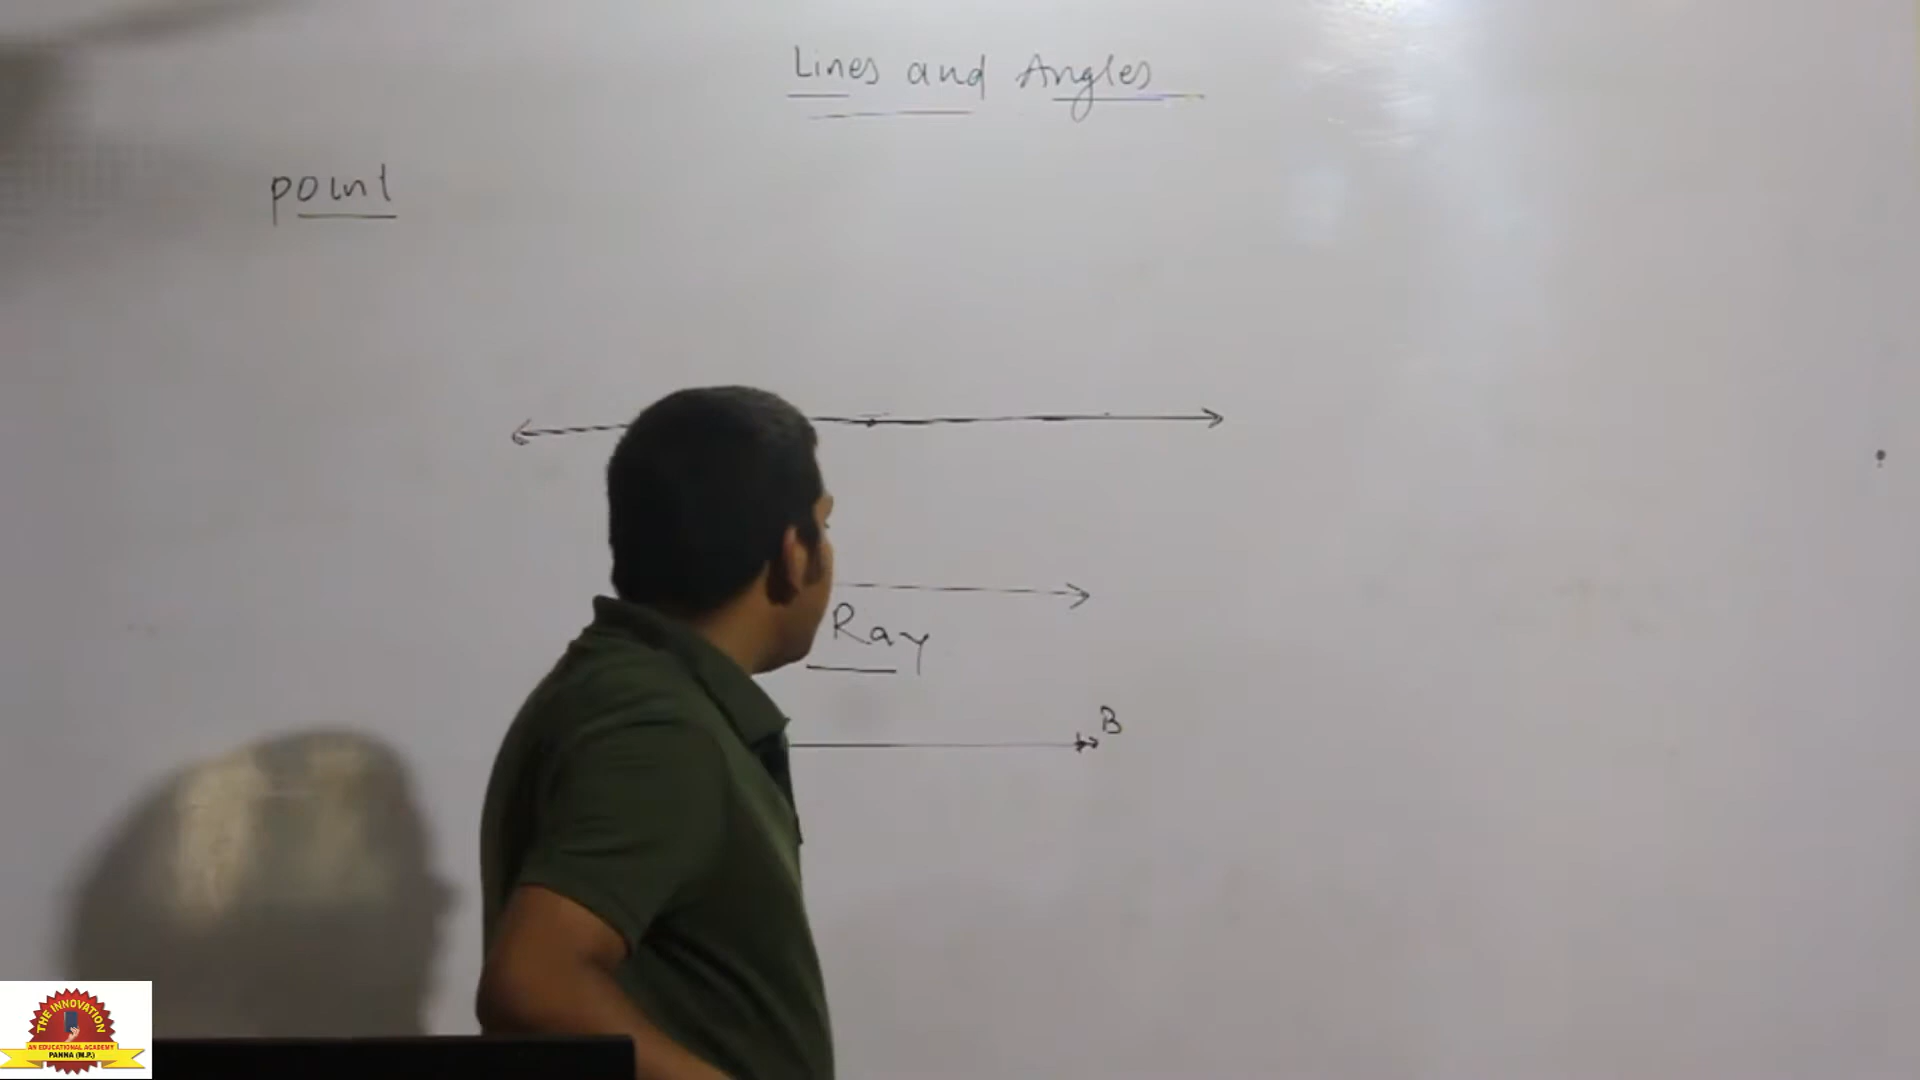 Lines and Angles
point
Ray
B
THE INNOVATION
AN EDUCATIONAL ACADEMY
PANNA (M.P.)